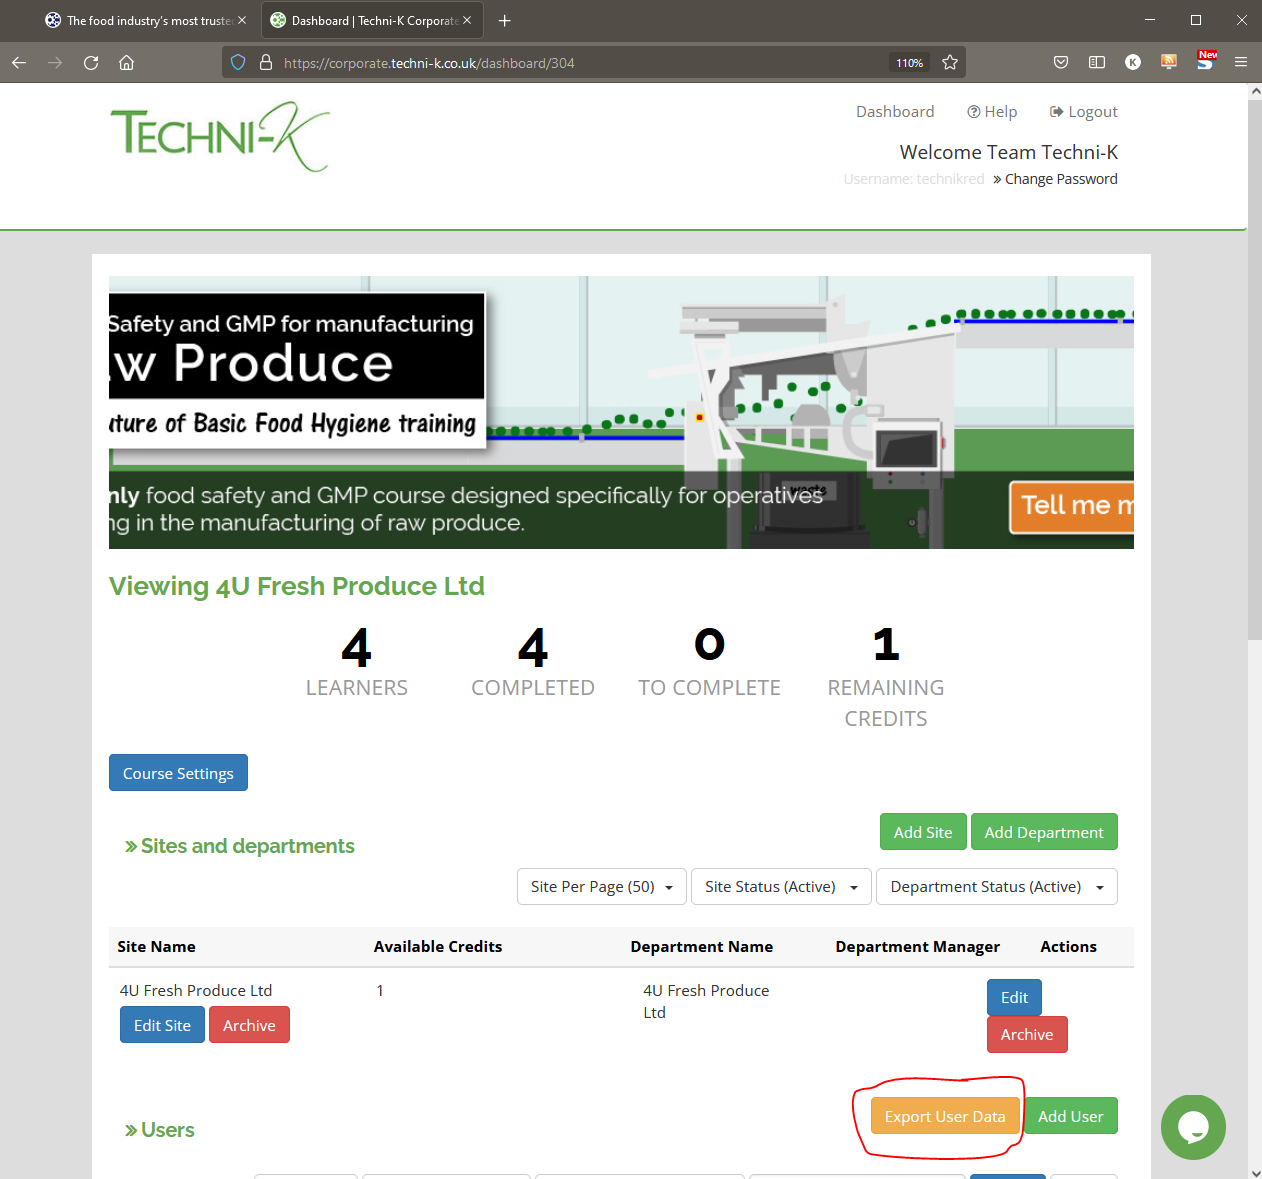 The food industry's most truste
Dashboard | Techni-K Corporate
https://corporate.techni-k.co.uk/dashboard/304
110%
New
TECHNI-K
Dashboard
Help
Logout
Welcome Team Techni-K
Username: technikred » Change Password
Safety and GMP for manufacturing
aw Produce
uture of Basic Food Hygiene training
waste
nly food safety and GMP course designed specifically for operatives
ng in the manufacturing of raw produce.
Tell me m
Viewing 4U Fresh Produce Ltd
4 4 0 1
LEARNERS COMPLETED TO COMPLETE REMAINING
CREDITS
Course Settings
» Sites and departments
Add Site Add Department
Site Per Page (50) Site Status (Active) Department Status (Active)
Site Name Available Credits Department Name Department Manager Actions
4U Fresh Produce Ltd 1 4U Fresh Produce
Ltd
Edit
Edit Site Archive
Archive
» Users
Export User Data Add User